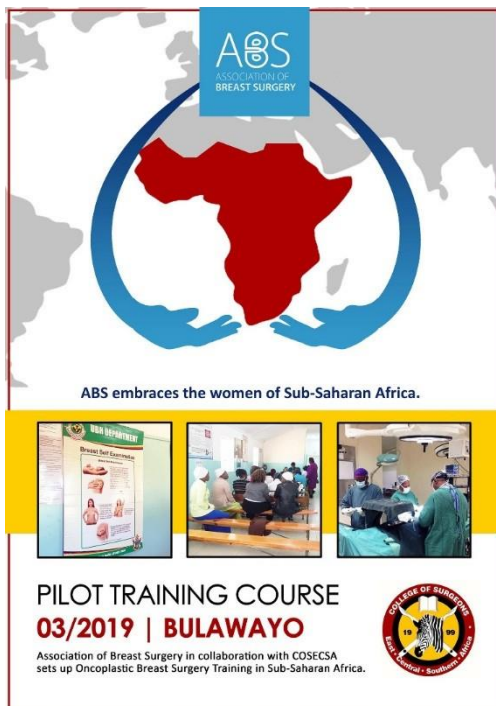 ABS
ASSOCIATION OF
BREAST SURGERY
ABS embraces the women of Sub-Saharan Africa.
UBH DEPARTMENT
Breast Self Examination
PILOT TRAINING COURSE
03/2019 | BULAWAYO
Association of Breast Surgery in collaboration with COSECSA
sets up Oncoplastic Breast Surgery Training in Sub-Saharan Africa.
COLLEGE OF SURGEONS
19 99
East · Central · Southern · Africa